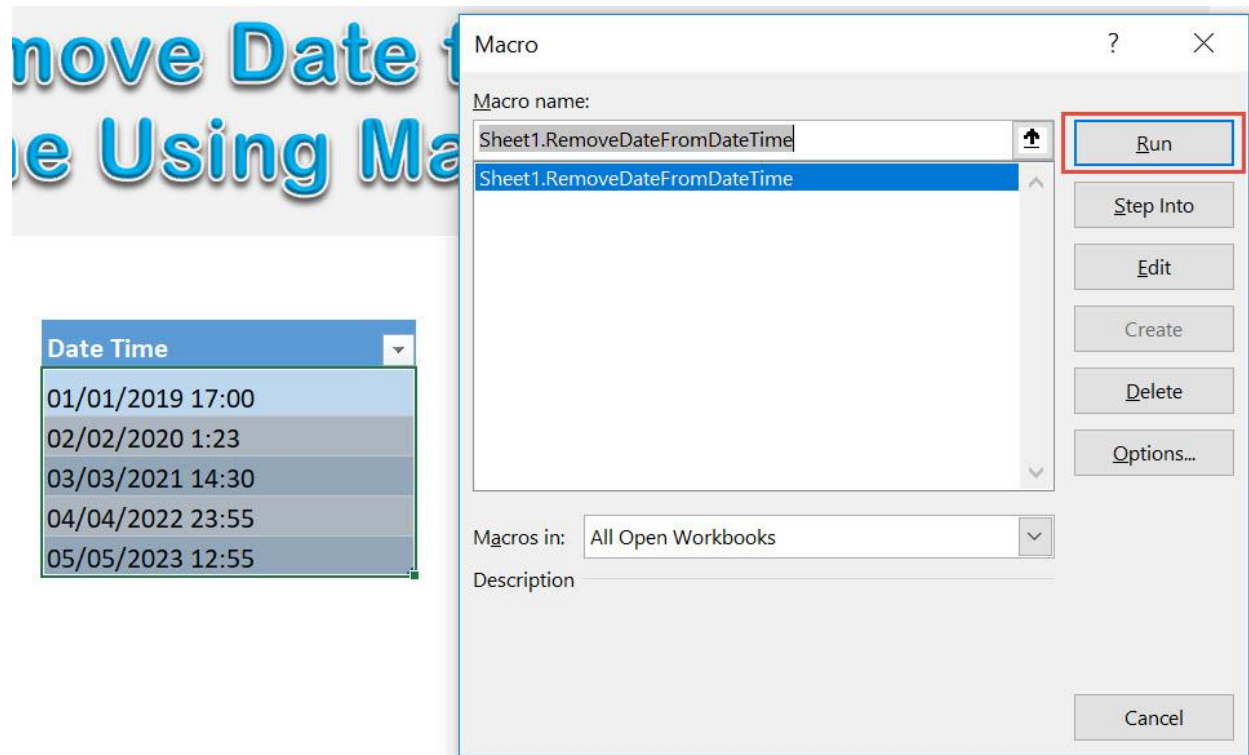 move Date f
e Using Ma
Date Time
01/01/2019 17:00
02/02/2020 1:23
03/03/2021 14:30
04/04/2022 23:55
05/05/2023 12:55
Macro
?
Macro name:
Sheet1.RemoveDateFromDateTime
Sheet1.RemoveDateFromDateTime
Run
Step Into
Edit
Create
Delete
Options...
Macros in: All Open Workbooks
Description
Cancel